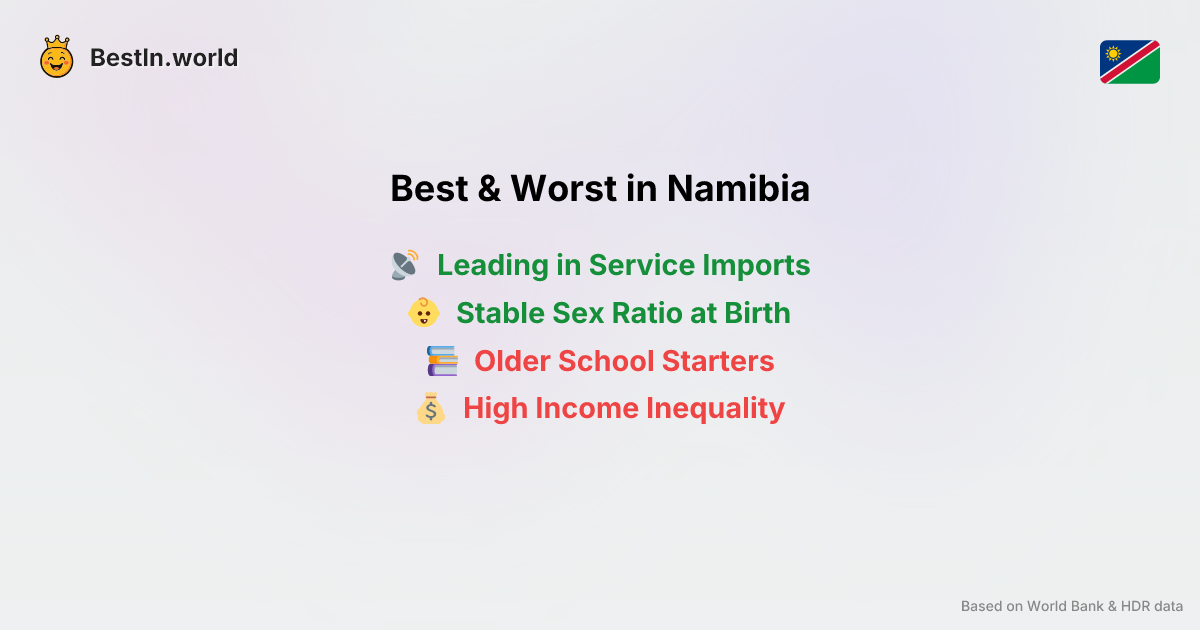 BestIn.world
Best & Worst in Namibia
Leading in Service Imports
Stable Sex Ratio at Birth
Older School Starters
High Income Inequality
Based on World Bank & HDR data